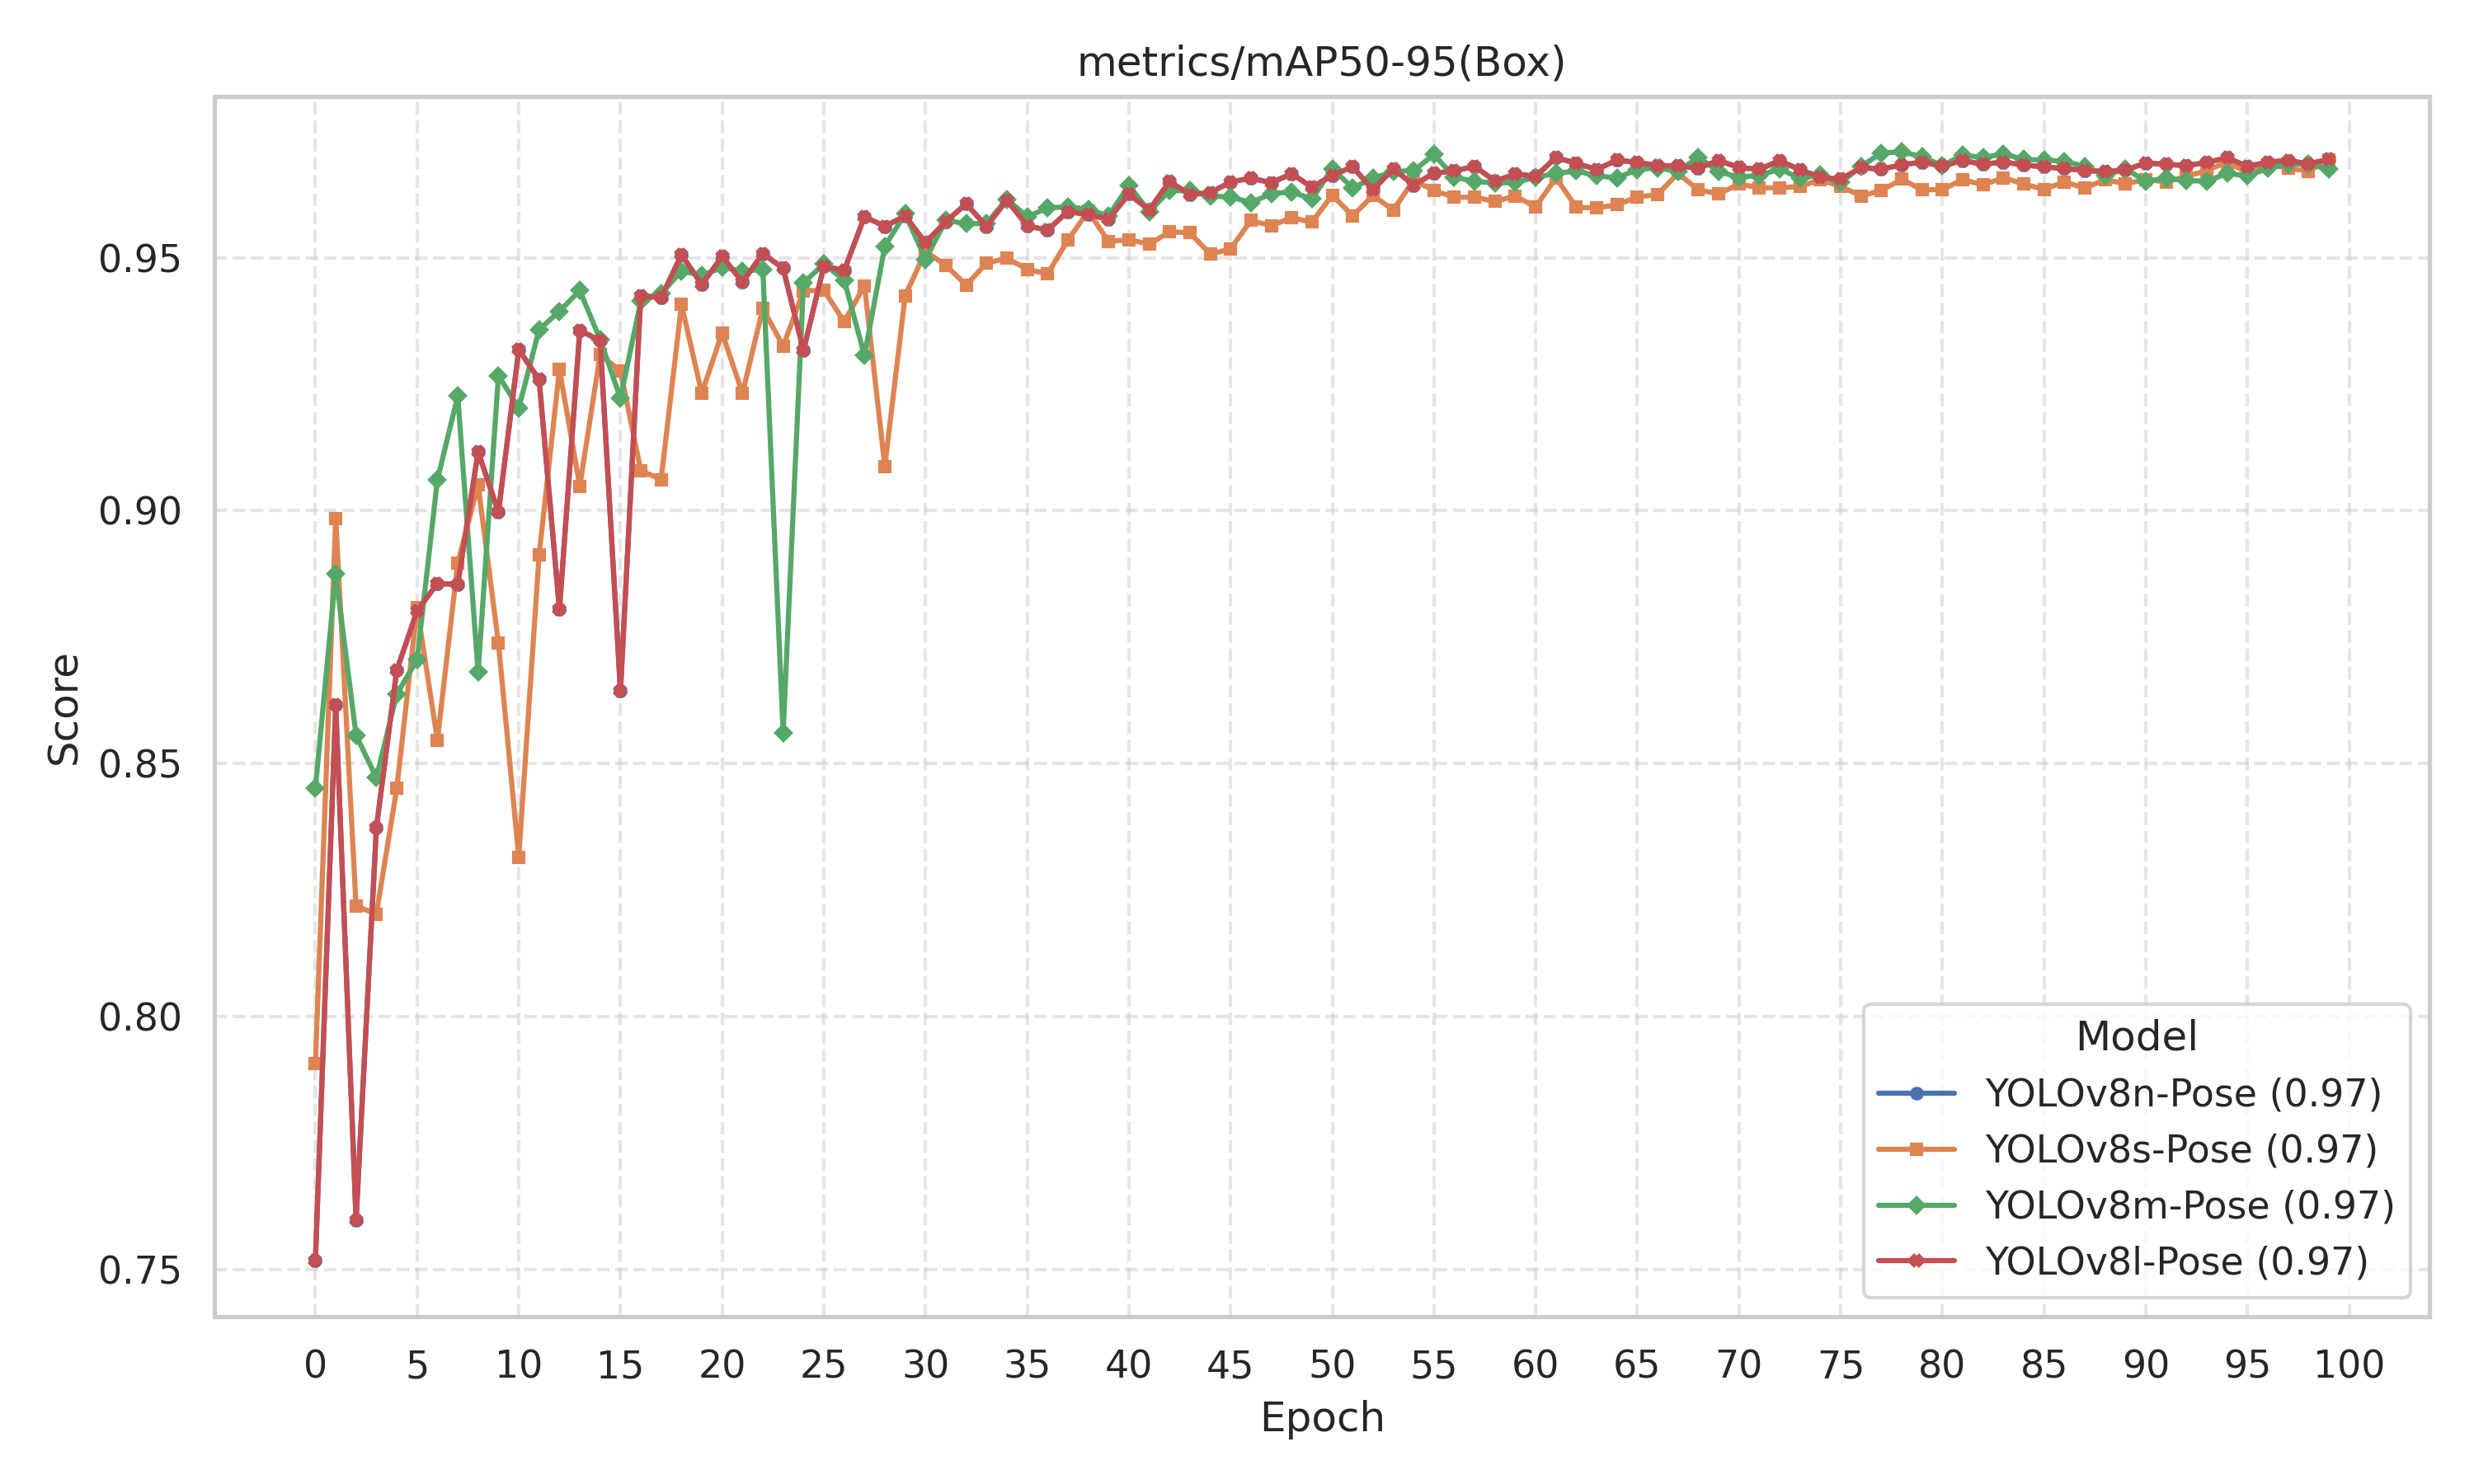 metrics/mAP50-95(Box)
Score
0.95
0.90
0.85
0.80
0.75
Model
YOLOv8n-Pose (0.97)
YOLOv8s-Pose (0.97)
YOLOv8m-Pose (0.97)
YOLOv8l-Pose (0.97)
0 5 10 15 20 25 30 35 40 45 50 55 60 65 70 75 80 85 90 95 100
Epoch